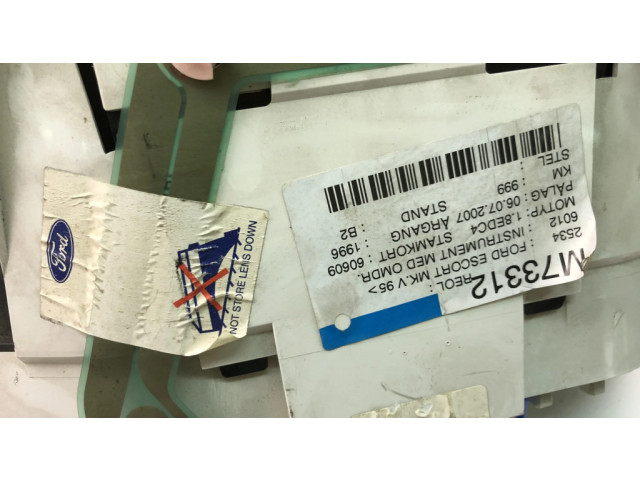 Ford
NOT STORE LENS DOWN
M73312 REOL:
2534 : FORD ESCORT MK.V 95>
6012 : INSTRUMENT MED OMDR.
MOTYP : 1.8EDC4 STAMKORT : 60609
PÅLAG : 06.07.2007 ÅRGANG : 1996
KM : 999 STAND : B2
STEL :